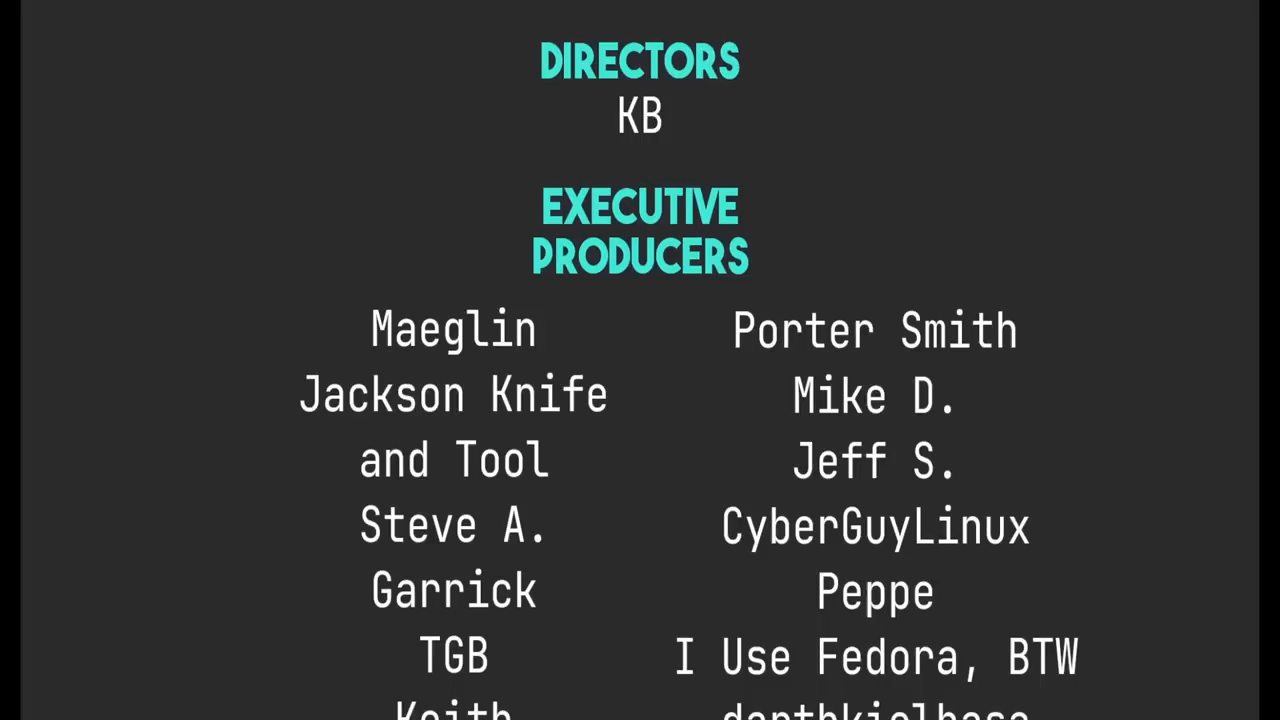 DIRECTORS
KB
EXECUTIVE
PRODUCERS
Maeglin
Jackson Knife
and Tool
Steve A.
Garrick
TGB
Keith
Porter Smith
Mike D.
Jeff S.
CyberGuyLinux
Peppe
I Use Fedora, BTW